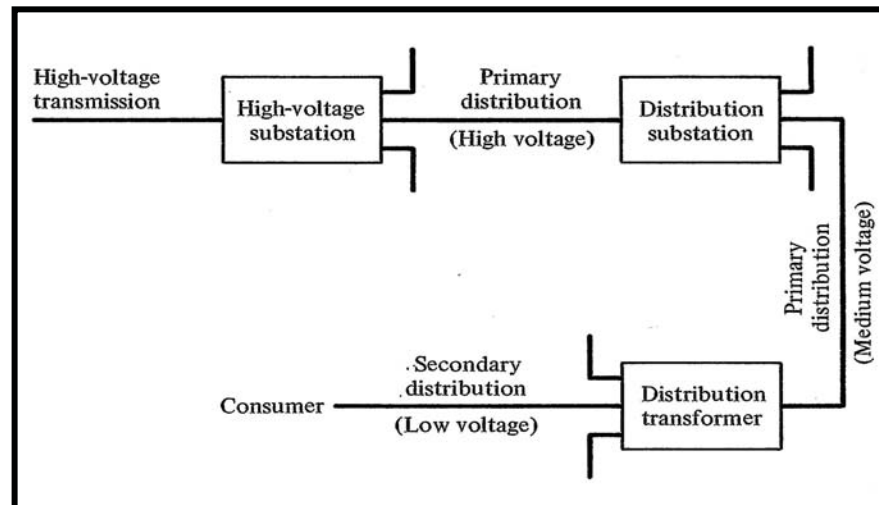 High-voltage
transmission
High-voltage
substation
Primary
distribution
(High voltage)
Distribution
substation
Primary
distribution
(Medium voltage)
Secondary
distribution
(Low voltage)
Consumer
Distribution
transformer